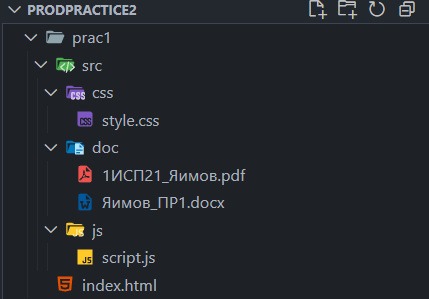 PRODPRACTICE2
prac1
src
css
style.css
doc
1ИСП21_Яимов.pdf
Яимов_ПР1.docx
js
script.js
index.html